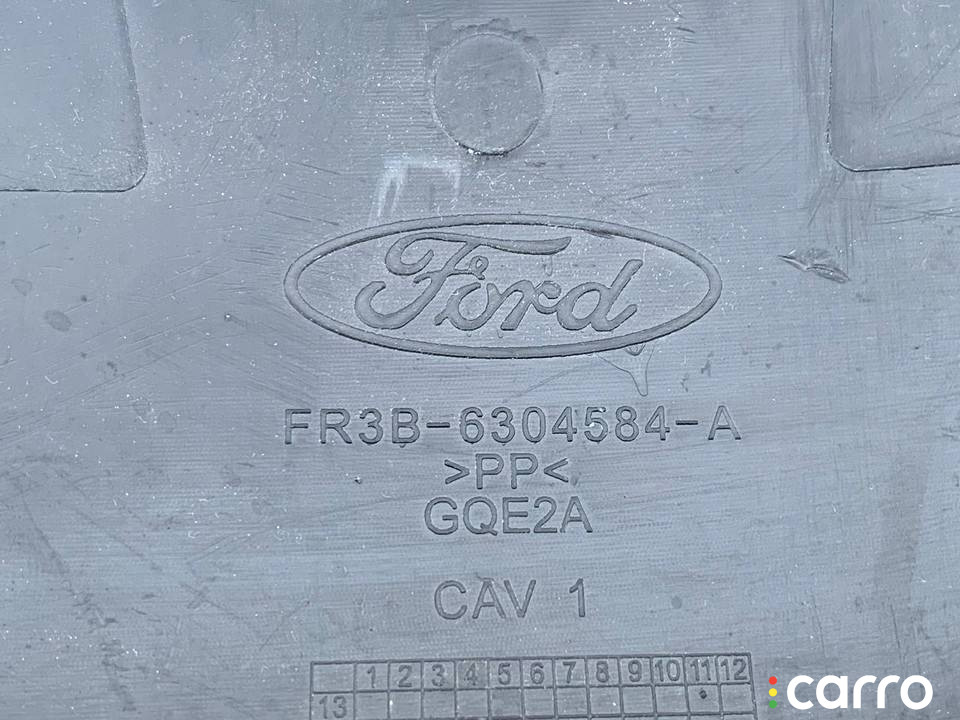 Ford
FR3B-6304584-A
>PP<
GQE2A
CAV 1
1 2 3 4 5 6 7 8 9 10 11 12
13
carro